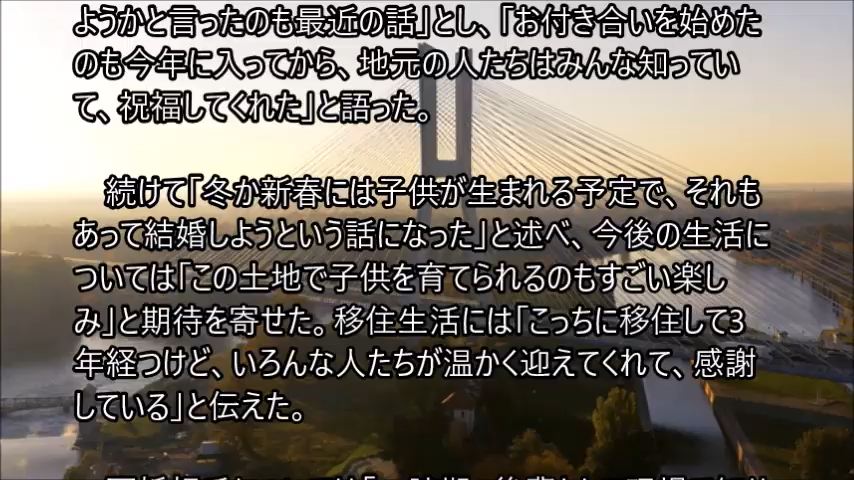 ようかと言ったのも最近の話」とし、「お付き合いを始めた
のも今年に入ってから、地元の人たちはみんな知ってい
て、祝福してくれた」と語った。
続けて「冬か新春には子供が生まれる予定で、それも
あって結婚しようという話になった」と述べ、今後の生活に
ついては「この土地で子供を育てられるのもすごい楽し
み」と期待を寄せた。移住生活には「こっちに移住して3
年経つけど、いろんな人たちが温かく迎えてくれて、感謝
している」と伝えた。